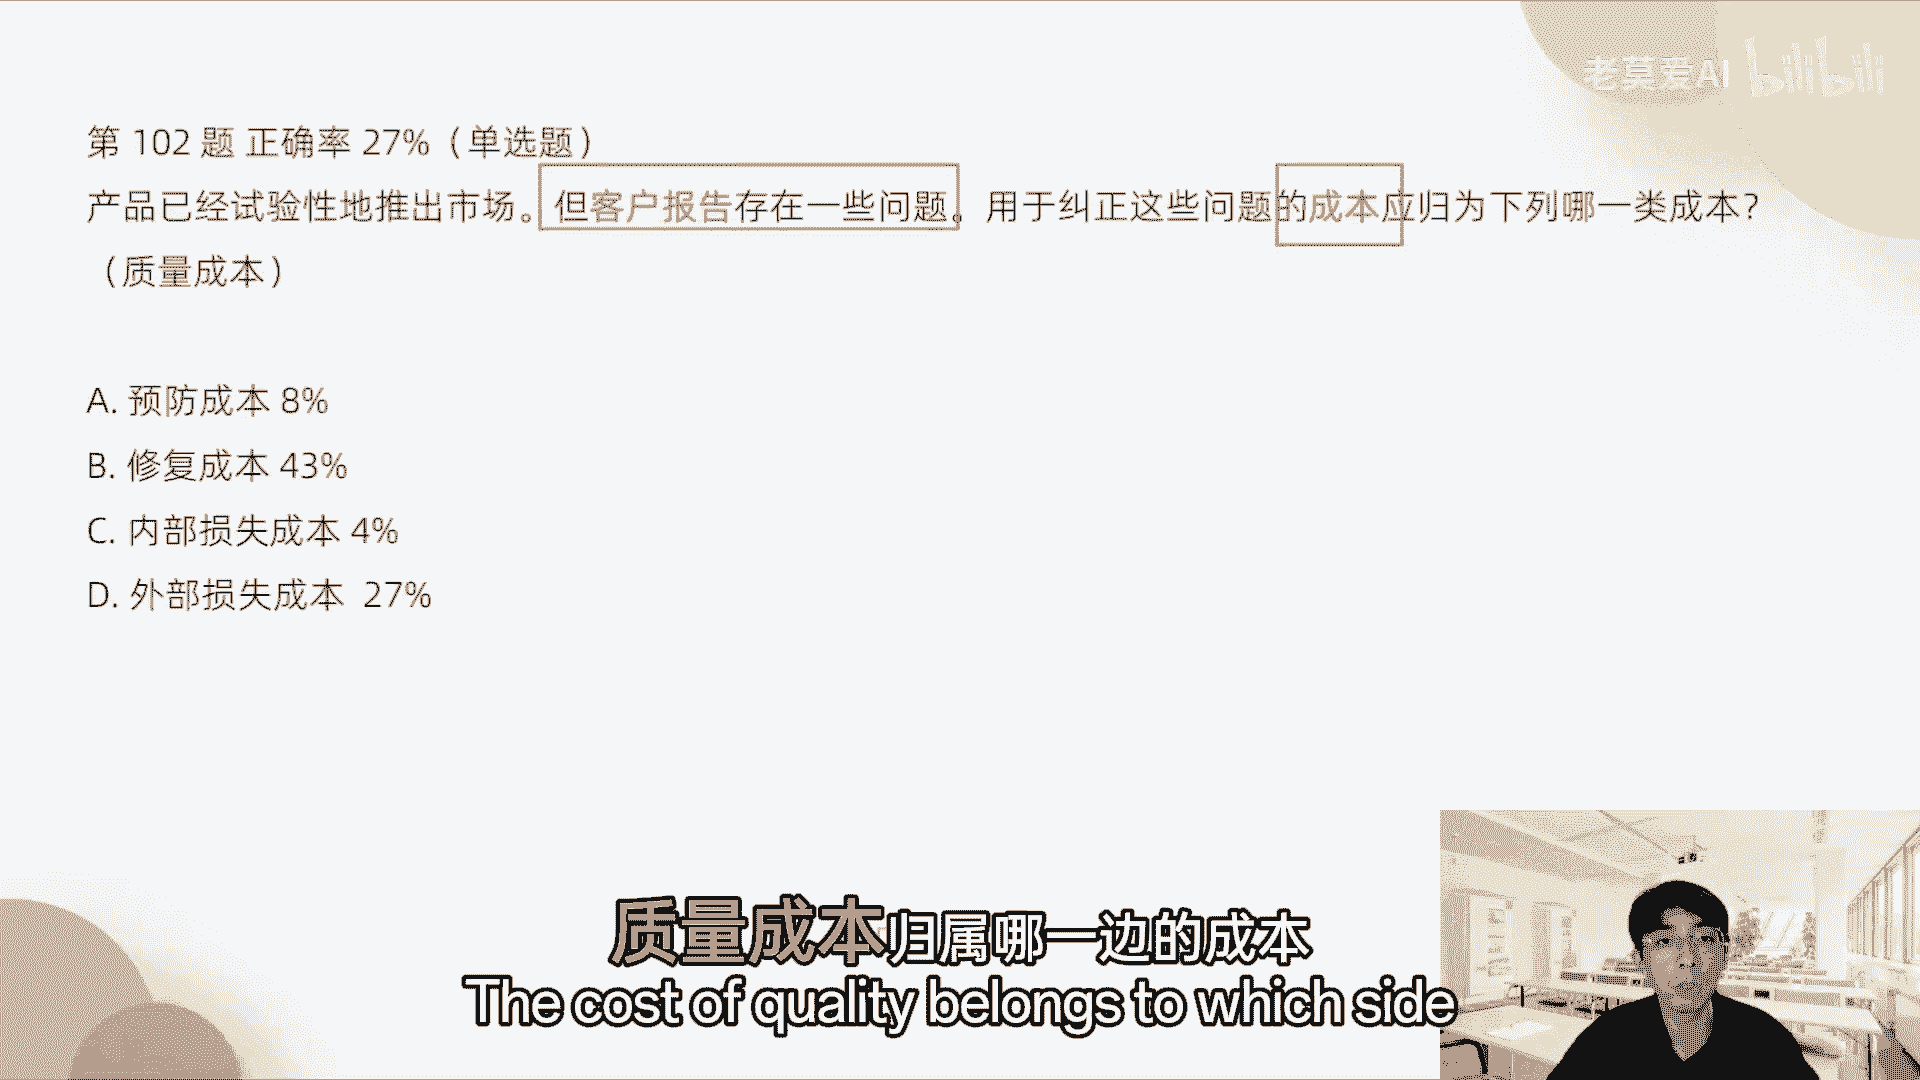 老莫爱AI bilibili
第 102 题 正确率 27%（单选题）
产品已经试验性地推出市场。但客户报告存在一些问题。用于纠正这些问题的成本应归为下列哪一类成本？
（质量成本）
A. 预防成本 8%
B. 修复成本 43%
C. 内部损失成本 4%
D. 外部损失成本 27%
质量成本归属哪一边的成本
The cost of quality belongs to which side